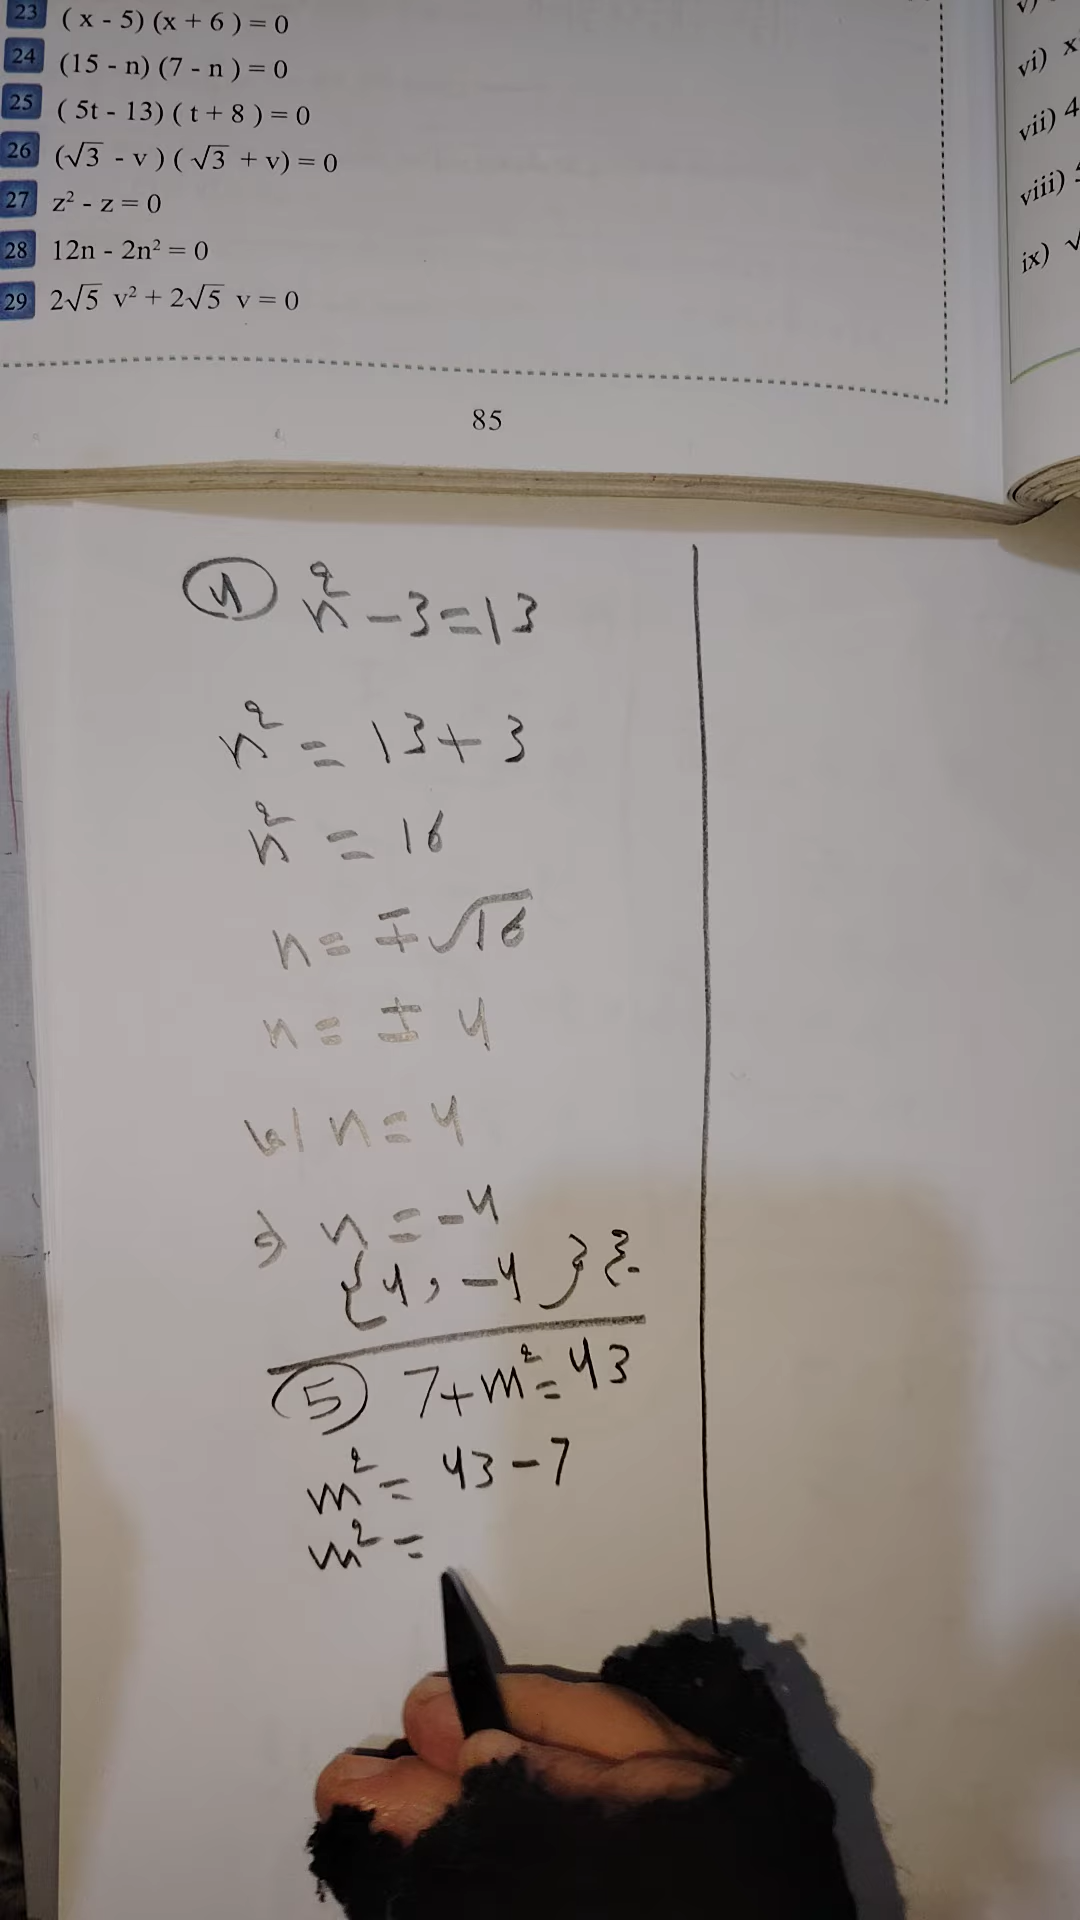 23 ( x - 5) (x + 6 ) = 0
24 (15 - n) (7 - n ) = 0
25 ( 5t - 13) ( t + 8 ) = 0
26 (√3 - v ) ( √3 + v) = 0
27 z² - z = 0
28 12n - 2n² = 0
29 2√5 v² + 2√5 v = 0
85
vi) x
vii) 4
viii)
ix) √
4 n² - 3 = 13
n² = 13 + 3
n² = 16
n = ∓√16
n = ± 4
n = 4
n = -4
{4, -4}
5 7 + m² = 43
m² = 43 - 7
m² =